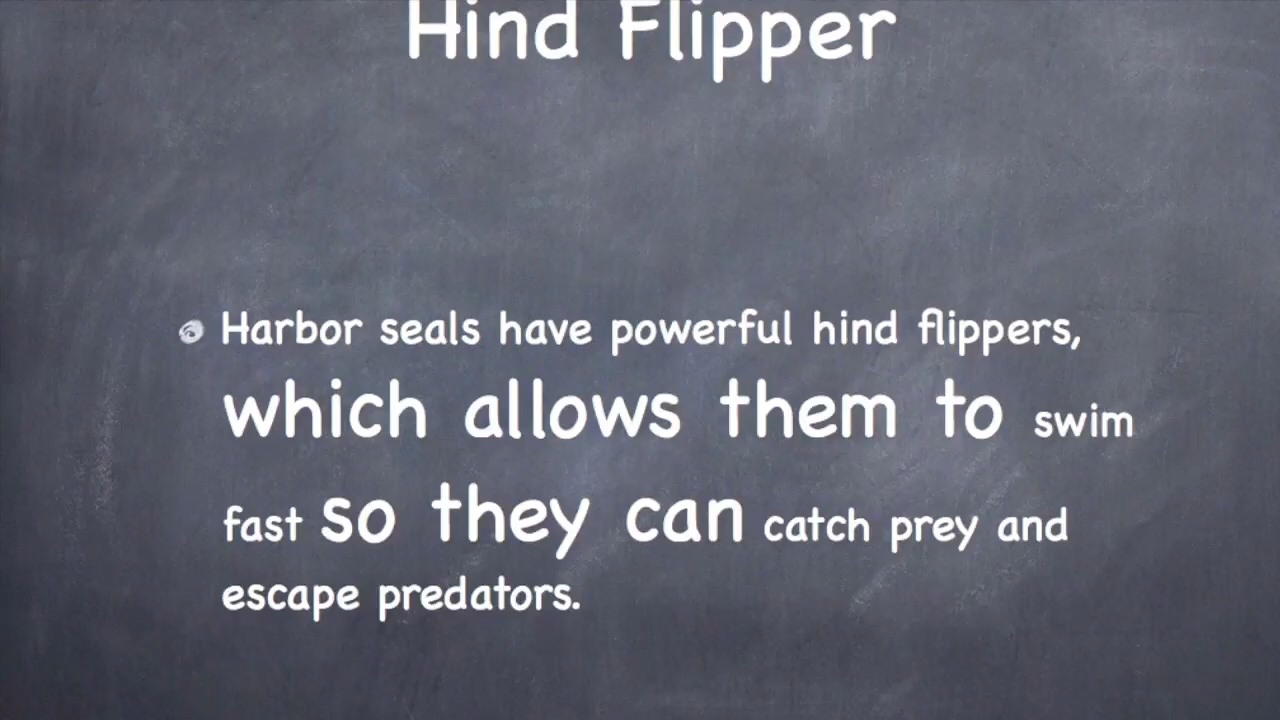 Hind Flipper
Harbor seals have powerful hind flippers,
which allows them to swim
fast so they can catch prey and
escape predators.